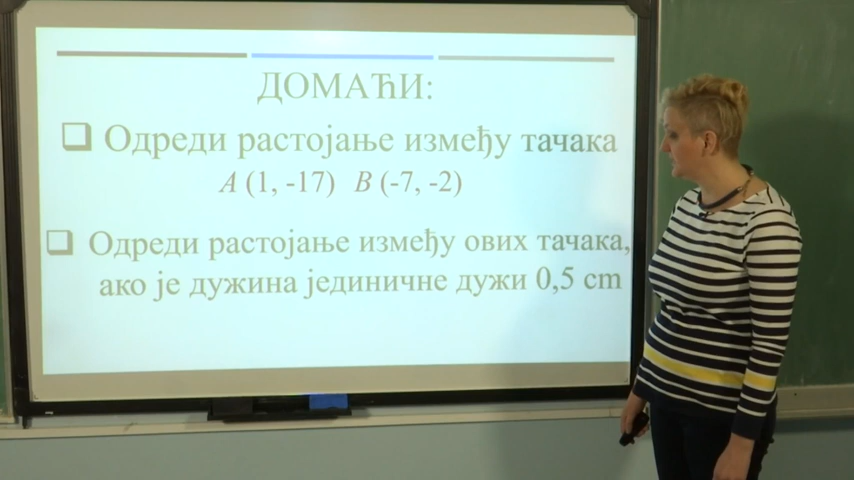 ДОМАЋИ:
❑ Одреди растојање између тачака
A (1, -17) B (-7, -2)
❑ Одреди растојање између ових тачака,
ако је дужина јединичне дужи 0,5 cm